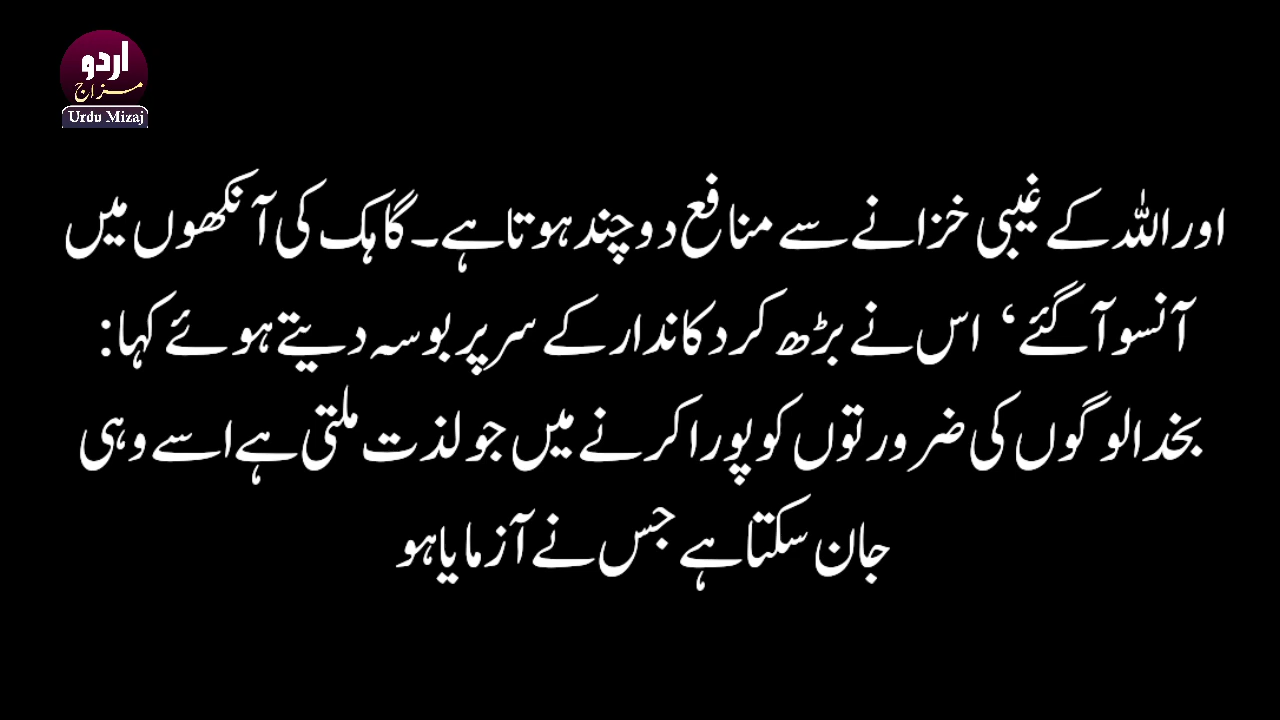 اردو
مزاج
Urdu Mizaj
اور اللہ کے غیبی خزانے سے منافع دوچند ہوتا ہے۔ گاہک کی آنکھوں میں
آنسو آ گئے، اس نے بڑھ کر دکاندار کے سر پر بوسہ دیتے ہوئے کہا:
بخدا لوگوں کی ضرورتوں کو پورا کرنے میں جو لذت ملتی ہے اسے وہی
جان سکتا ہے جس نے آزمایا ہو